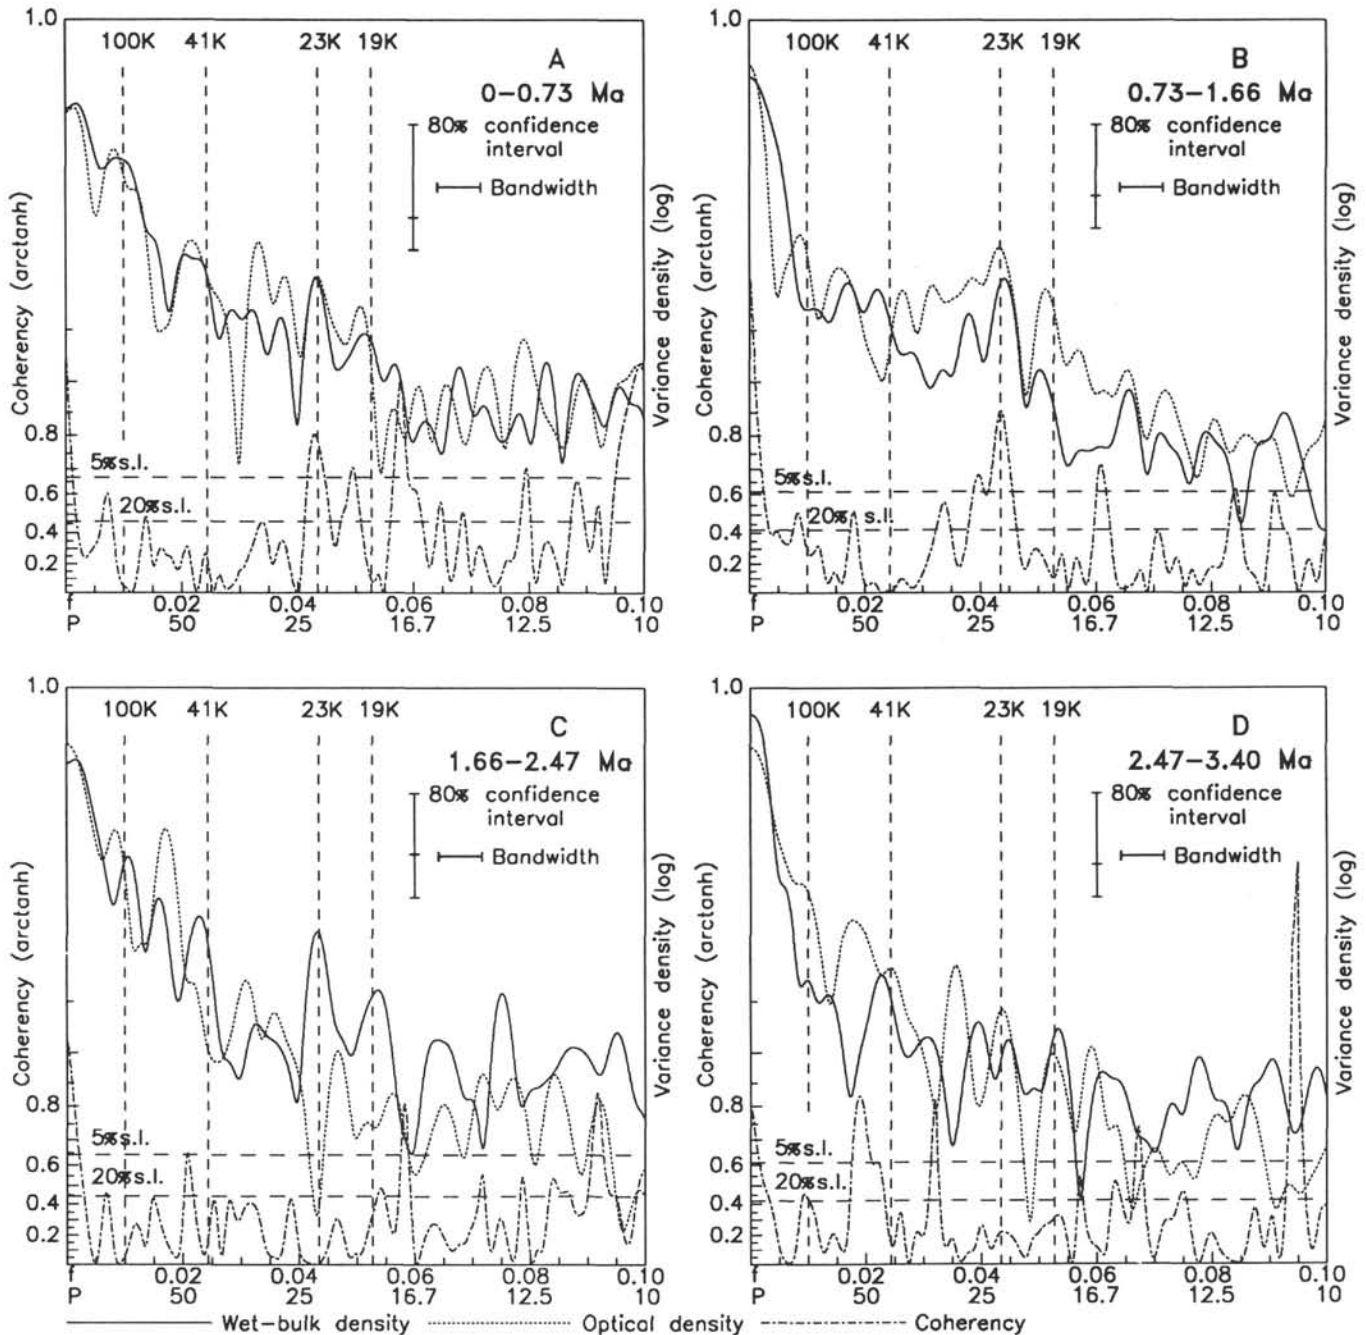 1.0
100K 41K 23K 19K
A
0–0.73 Ma
80% confidence
interval
Bandwidth
Coherency (arctanh)
Variance density (log)
0.8
5% s.l.
0.6
20% s.l.
0.4
0.2
f 0.02 0.04 0.06 0.08 0.10
P 50 25 16.7 12.5 10
1.0
100K 41K 23K 19K
B
0.73–1.66 Ma
80% confidence
interval
Bandwidth
Coherency (arctanh)
Variance density (log)
0.8
5% s.l.
0.6
20% s.l.
0.4
0.2
f 0.02 0.04 0.06 0.08 0.10
P 50 25 16.7 12.5 10
1.0
100K 41K 23K 19K
C
1.66–2.47 Ma
80% confidence
interval
Bandwidth
Coherency (arctanh)
Variance density (log)
0.8
5% s.l.
0.6
20% s.l.
0.4
0.2
f 0.02 0.04 0.06 0.08 0.10
P 50 25 16.7 12.5 10
1.0
100K 41K 23K 19K
D
2.47–3.40 Ma
80% confidence
interval
Bandwidth
Coherency (arctanh)
Variance density (log)
0.8
5% s.l.
0.6
20% s.l.
0.4
0.2
f 0.02 0.04 0.06 0.08 0.10
P 50 25 16.7 12.5 10
Wet–bulk density Optical density Coherency